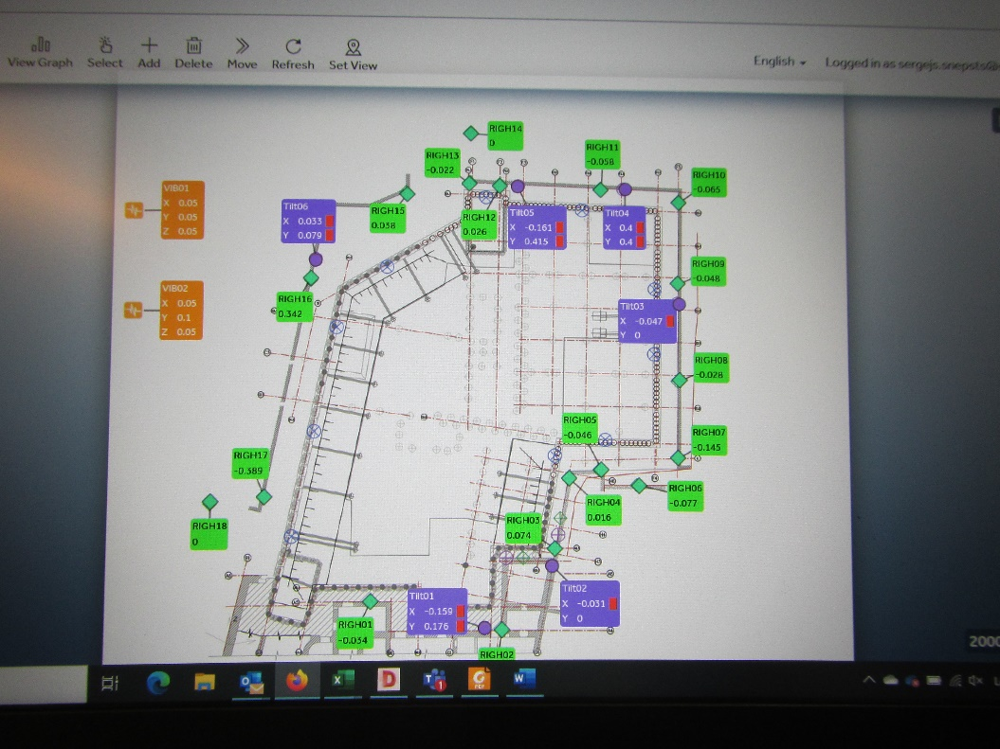 View Graph
Select
Add
Delete
Move
Refresh
Set View
English
Logged in as sergejs.snepsts@
RIGH14
0
RIGH13
-0.022
RIGH11
-0.058
RIGH10
-0.065
VIB01
X 0.05
Y 0.05
Z 0.05
Tilt06
X 0.033
Y 0.079
RIGH15
0.038
RIGH12
0.026
Tilt05
X -0.161
Y 0.415
Tilt04
X 0.4
Y 0.4
RIGH09
-0.048
VIB02
X 0.05
Y 0.1
Z 0.05
RIGH16
0.342
Tilt03
X -0.047
Y 0
RIGH08
-0.028
RIGH05
-0.046
RIGH07
-0.145
RIGH17
-0.389
RIGH06
-0.077
RIGH04
0.016
RIGH18
0
RIGH03
0.074
Tilt02
X -0.031
Y 0
Tilt01
X -0.159
Y 0.176
RIGH01
-0.034
RIGH02
2000